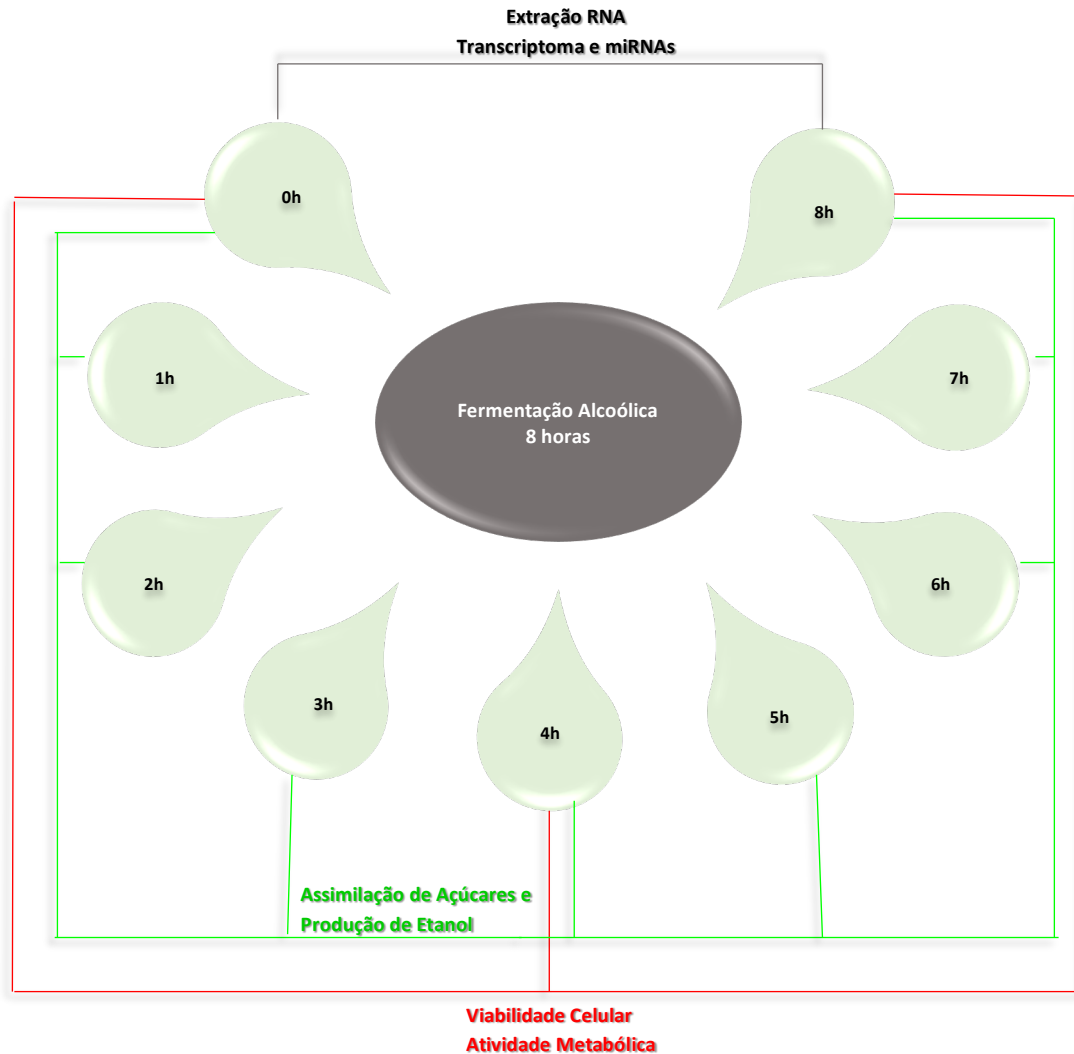 Extração RNA
Transcriptoma e miRNAs
0h
8h
1h
7h
Fermentação Alcoólica
8 horas
2h
6h
3h
4h
5h
Assimilação de Açúcares e
Produção de Etanol
Viabilidade Celular
Atividade Metabólica